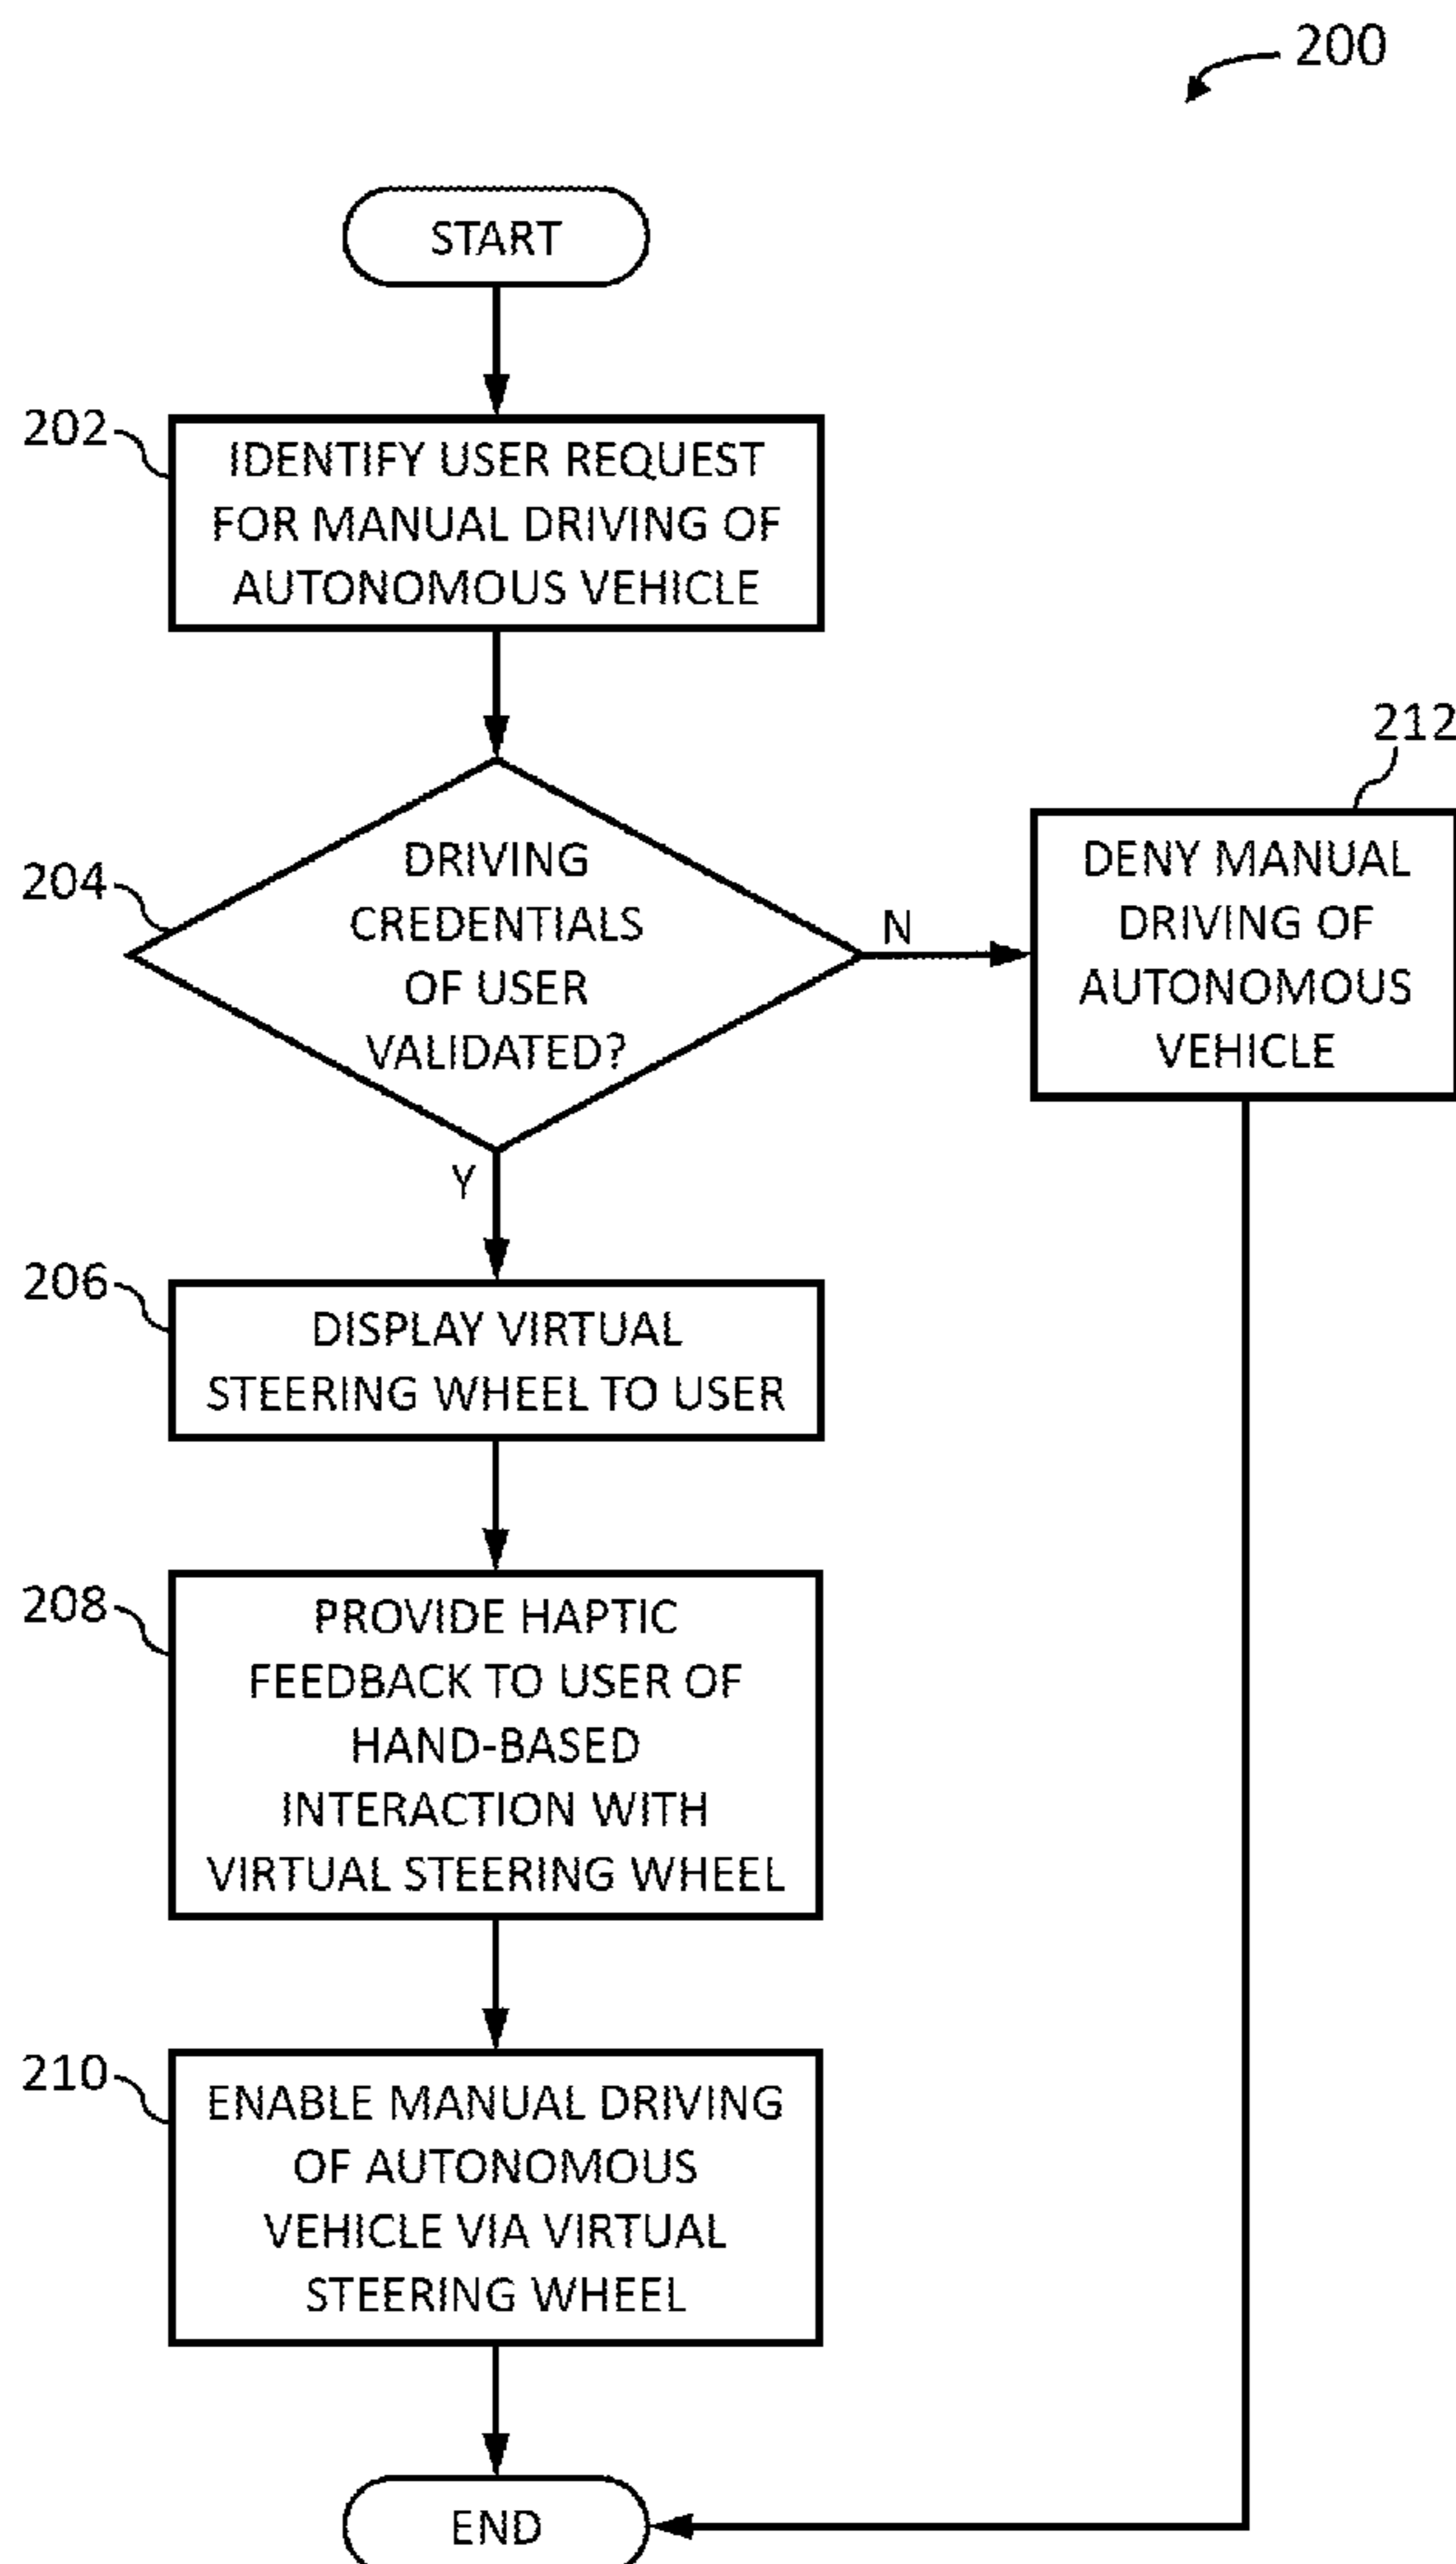 200
START
202
IDENTIFY USER REQUEST
FOR MANUAL DRIVING OF
AUTONOMOUS VEHICLE
204
DRIVING
CREDENTIALS
OF USER
VALIDATED?
N
212
DENY MANUAL
DRIVING OF
AUTONOMOUS
VEHICLE
Y
206
DISPLAY VIRTUAL
STEERING WHEEL TO USER
208
PROVIDE HAPTIC
FEEDBACK TO USER OF
HAND-BASED
INTERACTION WITH
VIRTUAL STEERING WHEEL
210
ENABLE MANUAL DRIVING
OF AUTONOMOUS
VEHICLE VIA VIRTUAL
STEERING WHEEL
END